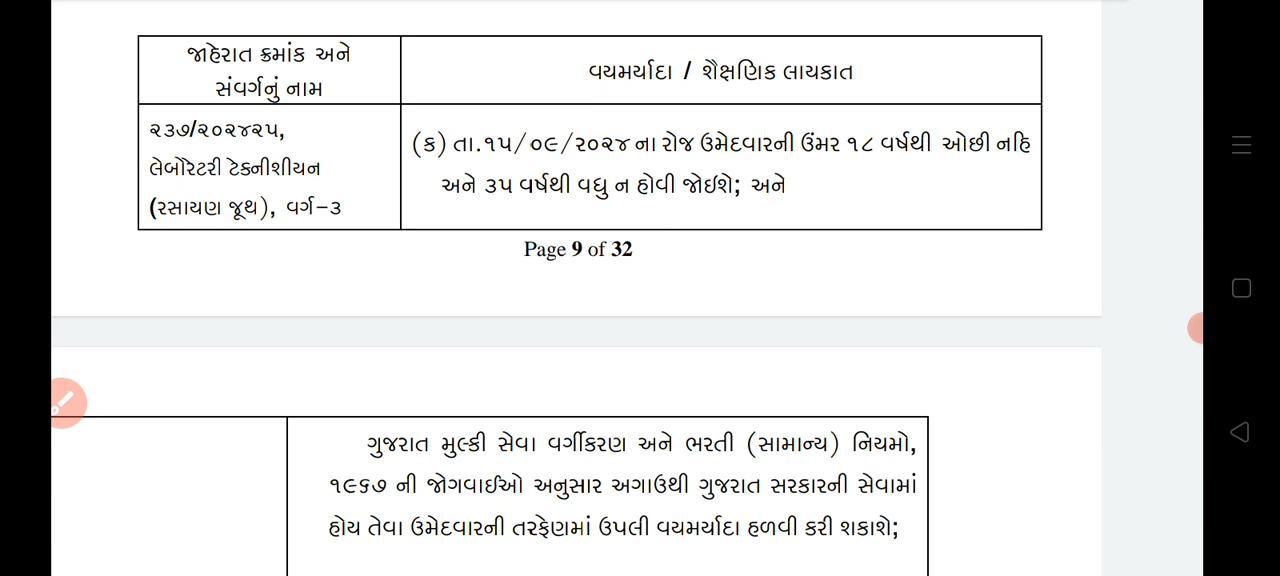 જાહેરાત ક્રમાંક અને
સંવર્ગનું નામ
વયમર્યાદા / શૈક્ષણિક લાયકાત
૨૩૭/૨૦૨૪૨૫,
લેબોરેટરી ટેક્નીશીયન
(રસાયણ જૂથ), વર્ગ-૩
(ક) તા.૧૫/૦૯/૨૦૨૪ ના રોજ ઉમેદવારની ઉંમર ૧૮ વર્ષથી ઓછી નહિ
અને ૩૫ વર્ષથી વધુ ન હોવી જોઈશે; અને
Page 9 of 32
ગુજરાત મુલ્કી સેવા વર્ગીકરણ અને ભરતી (સામાન્ય) નિયમો,
૧૯૬૭ ની જોગવાઈઓ અનુસાર અગાઉથી ગુજરાત સરકારની સેવામાં
હોય તેવા ઉમેદવારની તરફેણમાં ઉપલી વયમર્યાદા હળવી કરી શકાશે;